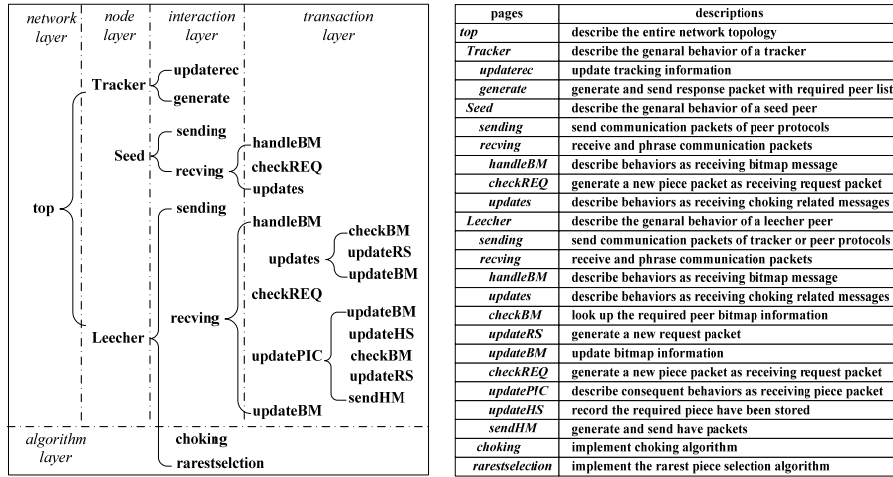 network layer
node layer
interaction layer
transaction layer
top
Tracker
updaterec
generate
Seed
sending
recving
handleBM
checkREQ
updates
Leecher
sending
recving
handleBM
updates
checkBM
updateRS
updateBM
checkREQ
updatePIC
updateBM
updateHS
checkBM
updateRS
sendHM
updateBM
algorithm layer
choking
rarestselction
pages descriptions
top describe the entire network topology
Tracker describe the genaral behavior of a tracker
updaterec update tracking information
generate generate and send response packet with required peer list
Seed describe the genaral behavior of a seed peer
sending send communication packets of peer protocols
recving receive and phrase communication packets
handleBM describe behaviors as receiving bitmap message
checkREQ generate a new piece packet as receiving request packet
updates describe behaviors as receiving choking related messages
Leecher describe the genaral behavior of a leecher peer
sending send communication packets of tracker or peer protocols
recving receive and phrase communication packets
handleBM describe behaviors as receiving bitmap message
updates describe behaviors as receiving choking related messages
checkBM look up the required peer bitmap information
updateRS generate a new request packet
updateBM update bitmap information
checkREQ generate a new piece packet as receiving request packet
updatePIC describe consequent behaviors as receiving piece packet
updateHS record the required piece have been stored
sendHM generate and send have packets
choking implement choking algorithm
rarestselection implement the rarest piece selection algorithm